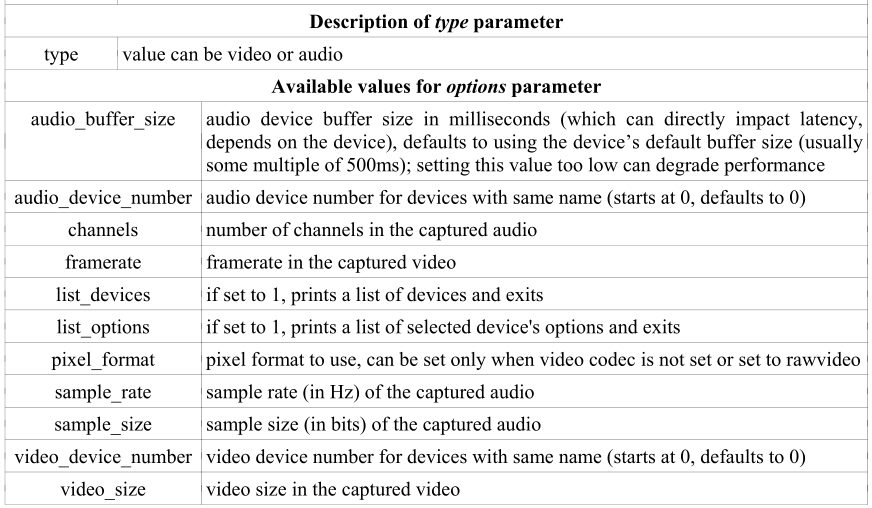 Description of type parameter
type value can be video or audio
Available values for options parameter
audio_buffer_size audio device buffer size in milliseconds (which can directly impact latency,
depends on the device), defaults to using the device’s default buffer size (usually
some multiple of 500ms); setting this value too low can degrade performance
audio_device_number audio device number for devices with same name (starts at 0, defaults to 0)
channels number of channels in the captured audio
framerate framerate in the captured video
list_devices if set to 1, prints a list of devices and exits
list_options if set to 1, prints a list of selected device's options and exits
pixel_format pixel format to use, can be set only when video codec is not set or set to rawvideo
sample_rate sample rate (in Hz) of the captured audio
sample_size sample size (in bits) of the captured audio
video_device_number video device number for devices with same name (starts at 0, defaults to 0)
video_size video size in the captured video